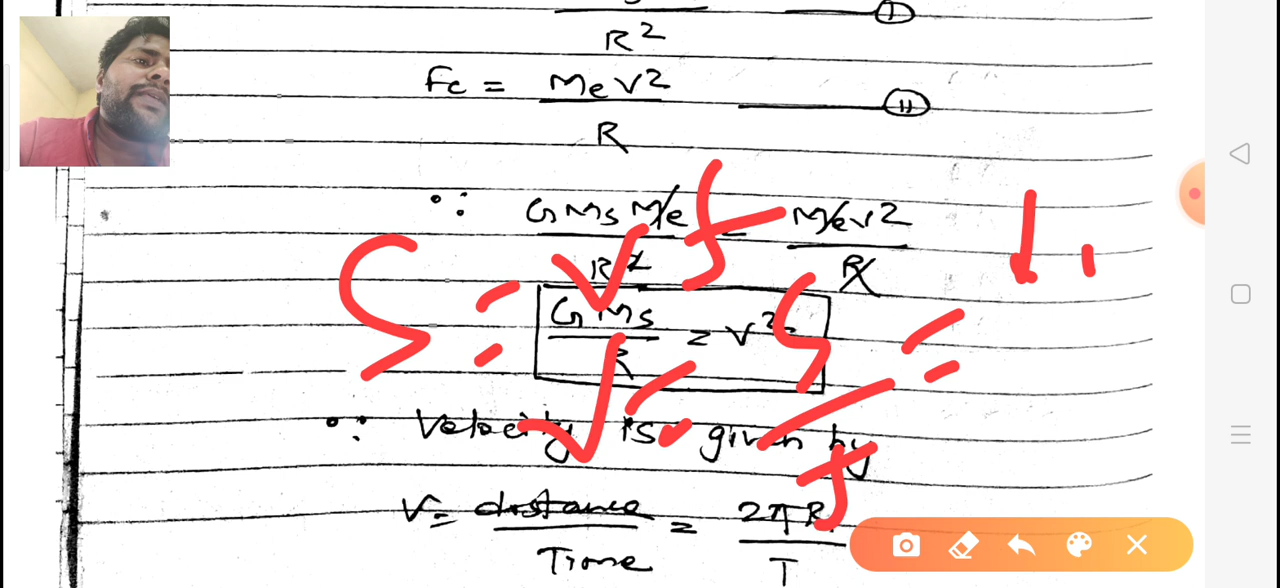 R²
(I)
Fc = MeV²
(II)
R
∵ GMsMe = MeV²
R² R
GMs = V²
R
∵ Velocity is given by
V = distance = 2πR
Time T